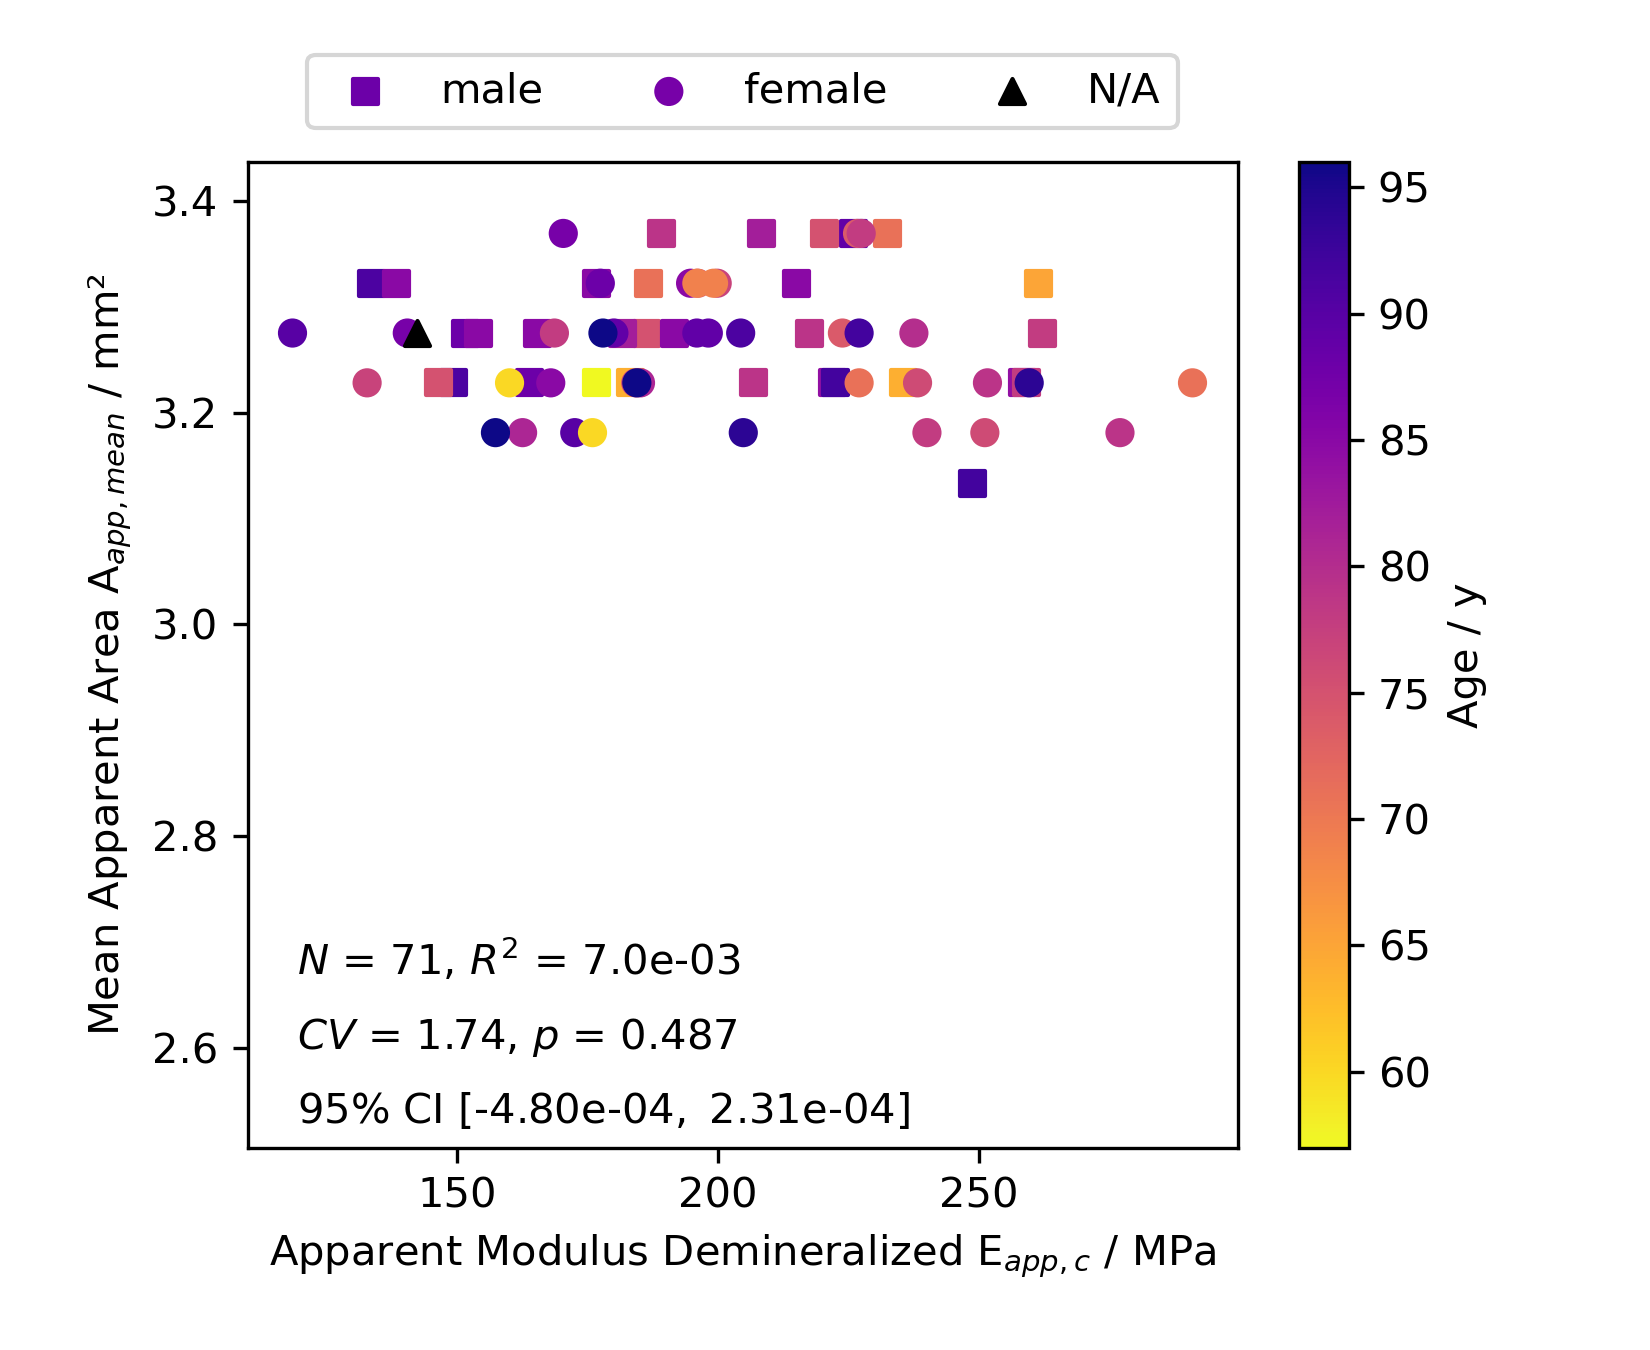 male female N/A
3.4
3.2
3.0
2.8
2.6
Mean Apparent Area A_app,mean / mm²
N = 71, R² = 7.0e-03
CV = 1.74, p = 0.487
95% CI [-4.80e-04, 2.31e-04]
150 200 250
Apparent Modulus Demineralized E_app,c / MPa
95
90
85
80
75
70
65
60
Age / y